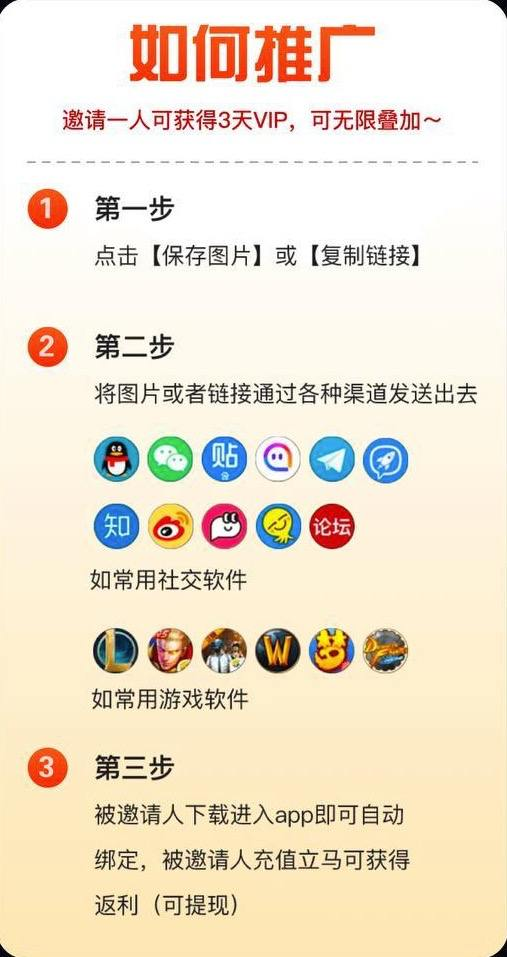 如何推广
邀请一人可获得3天VIP，可无限叠加～
1 第一步
点击【保存图片】或【复制链接】
2 第二步
将图片或者链接通过各种渠道发送出去
贴
知 论坛
如常用社交软件
L W 梦
如常用游戏软件
3 第三步
被邀请人下载进入app即可自动
绑定，被邀请人充值立马可获得
返利（可提现）